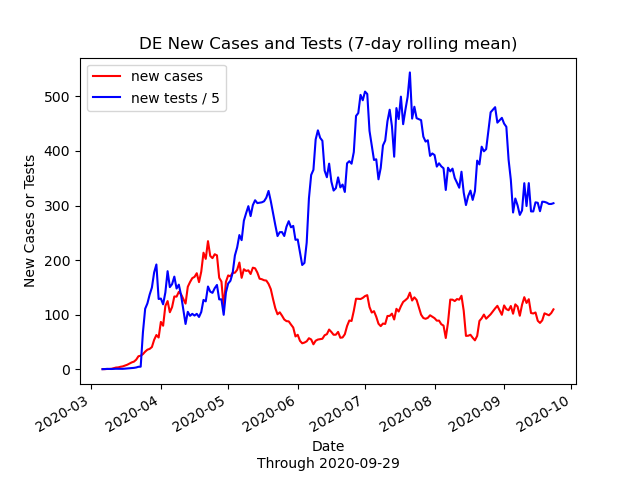 DE New Cases and Tests (7-day rolling mean)
new cases
new tests / 5
New Cases or Tests
500
400
300
200
100
0
2020-03
2020-04
2020-05
2020-06
2020-07
2020-08
2020-09
2020-10
Date
Through 2020-09-29